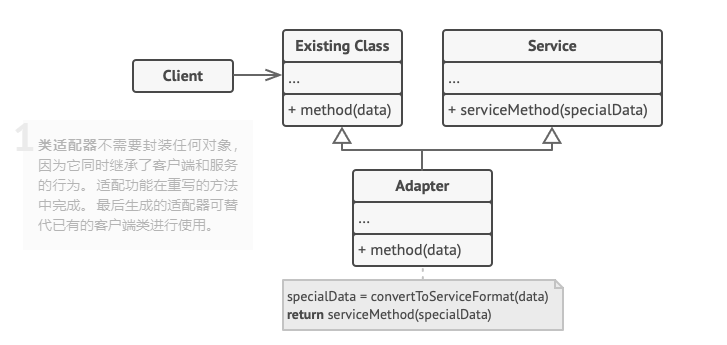 Client
Existing Class
...
+ method(data)
Service
...
+ serviceMethod(specialData)
1
类适配器不需要封装任何对象，
因为它同时继承了客户端和服务
的行为。适配功能在重写的方法
中完成。最后生成的适配器可替
代已有的客户端类进行使用。
Adapter
...
+ method(data)
specialData = convertToServiceFormat(data)
return serviceMethod(specialData)